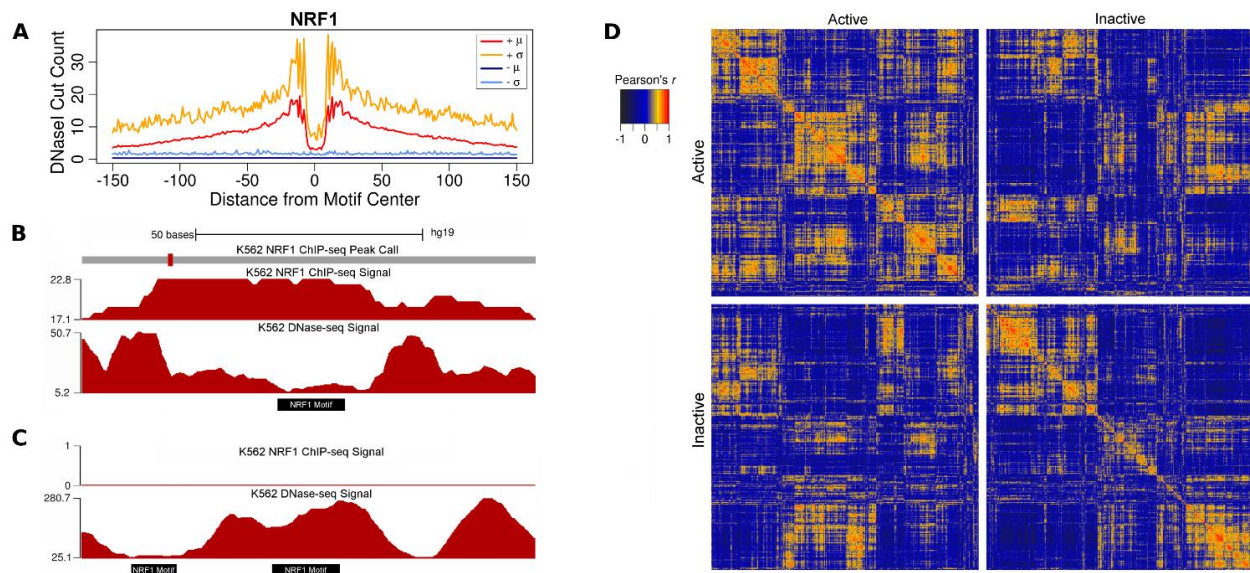 A
NRF1
DNaseI Cut Count
30
20
10
0
+ μ
+ σ
- μ
- σ
-150
-100
-50
0
50
100
150
Distance from Motif Center
B
50 bases
hg19
K562 NRF1 ChIP-seq Peak Call
K562 NRF1 ChIP-seq Signal
22.8
17.1
K562 DNase-seq Signal
50.7
5.2
NRF1 Motif
C
1
K562 NRF1 ChIP-seq Signal
0
K562 DNase-seq Signal
280.7
25.1
NRF1 Motif
NRF1 Motif
D
Active
Inactive
Pearson's r
-1 0 1
Active
Inactive